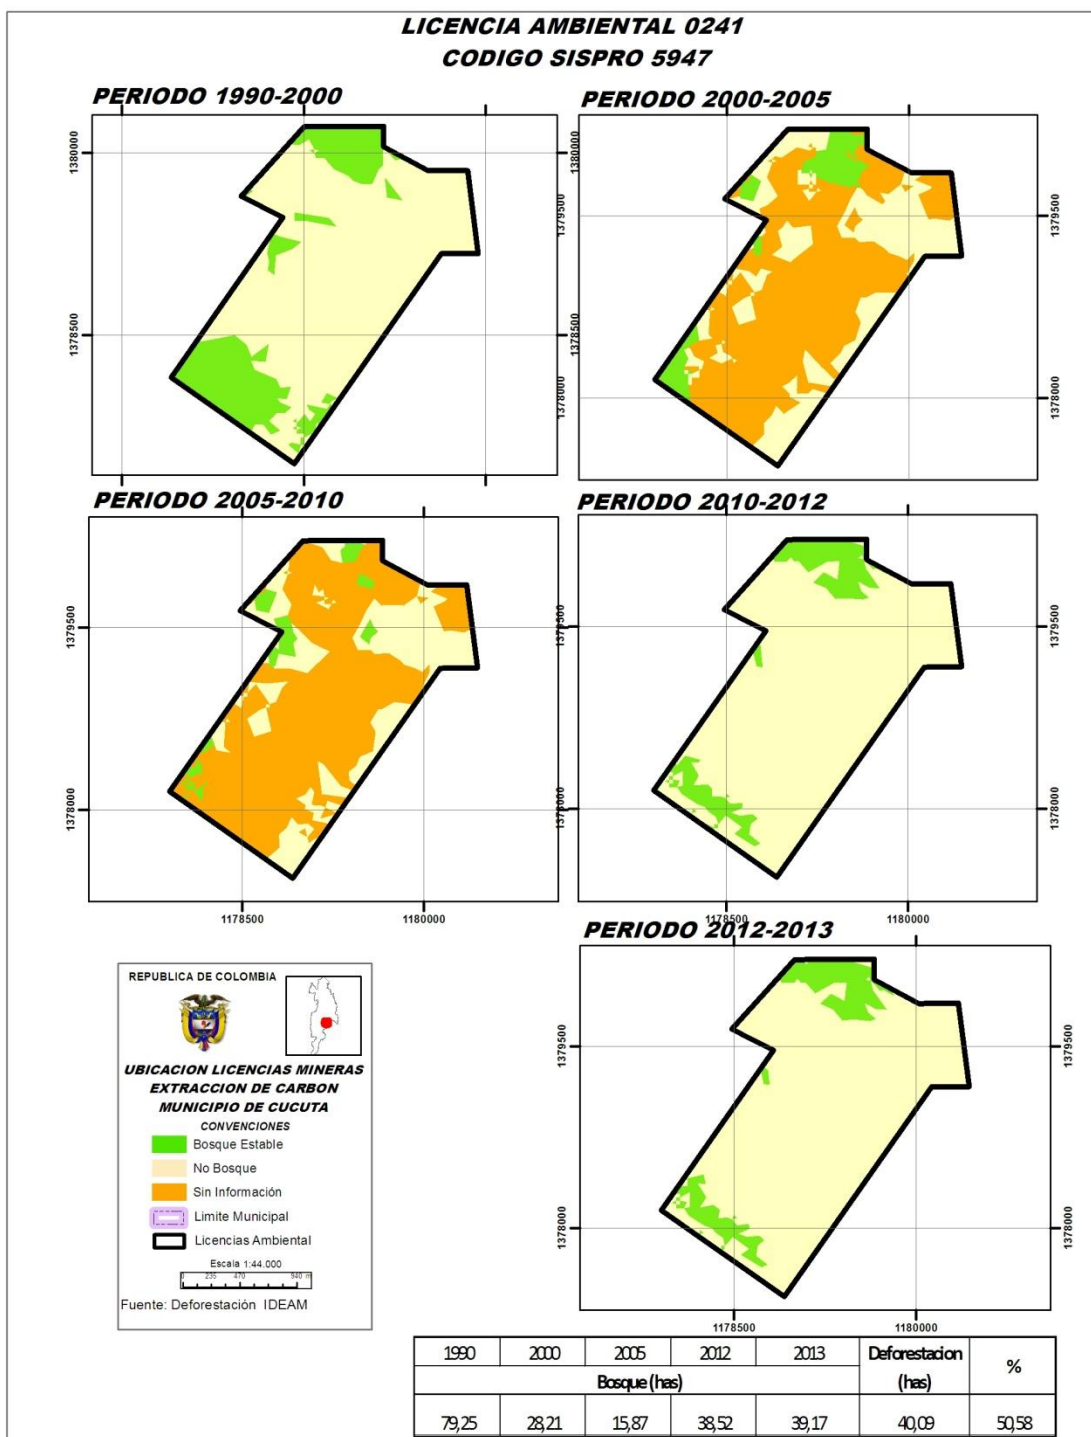 LICENCIA AMBIENTAL 0241
CODIGO SISPRO 5947
PERIODO 1990-2000
PERIODO 2000-2005
1380000
1378500
1380000
1378500
1379500
1378000
1379500
1378000
PERIODO 2005-2010
PERIODO 2010-2012
1379500
1378000
1379500
1378000
1379500
1378000
1178500
1180000
PERIODO 2012-2013
1379500
1378000
1379500
1378000
1178500
1180000
REPUBLICA DE COLOMBIA
UBICACION LICENCIAS MINERAS
EXTRACCION DE CARBON
MUNICIPIO DE CUCUTA
CONVENCIONES
Bosque Estable
No Bosque
Sin Información
Limite Municipal
Licencias Ambiental
Escala 1:44.000
0 235 470 940 m
Fuente: Deforestación IDEAM
1990 2000 2005 2012 2013 Deforestacion (has) %
Bosque (has)
79,25 28,21 15,87 38,52 39,17 40,09 50,58